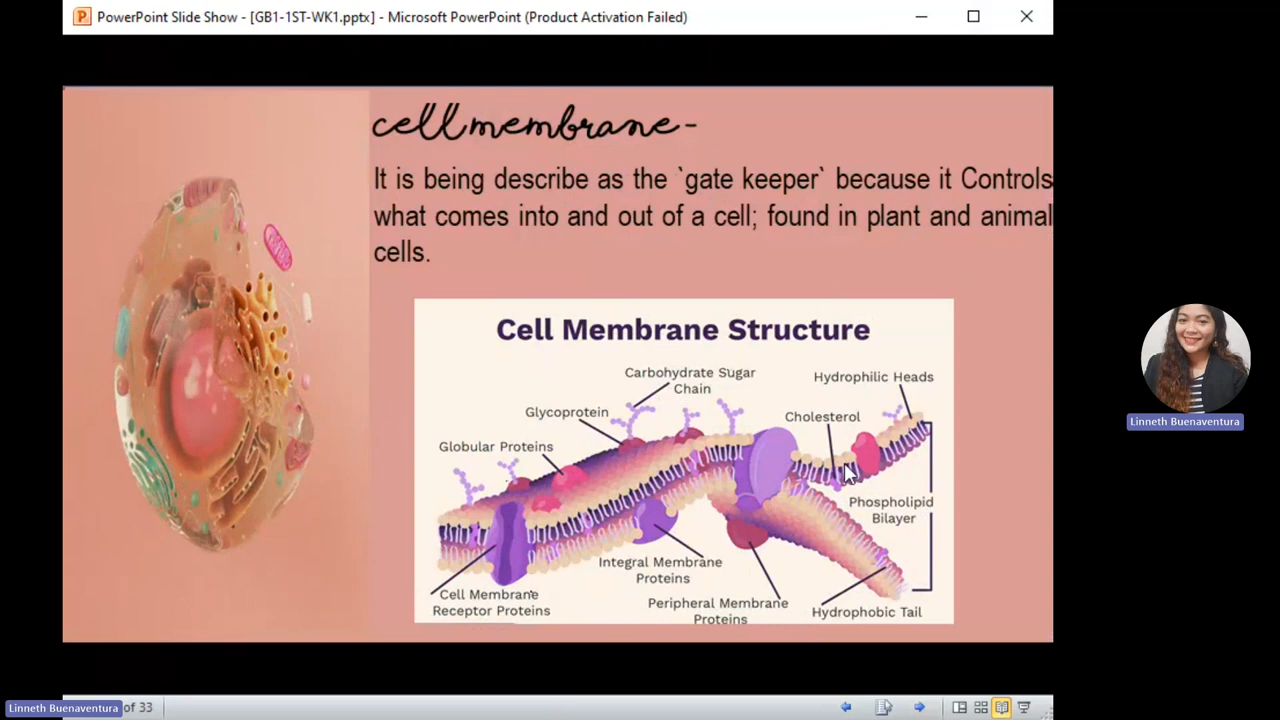 PowerPoint Slide Show - [GB1-1ST-WK1.pptx] - Microsoft PowerPoint (Product Activation Failed)
cell membrane -
It is being describe as the `gate keeper` because it Controls
what comes into and out of a cell; found in plant and animal
cells.
Cell Membrane Structure
Carbohydrate Sugar
Chain
Hydrophilic Heads
Glycoprotein
Cholesterol
Globular Proteins
Phospholipid
Bilayer
Integral Membrane
Proteins
Cell Membrane
Receptor Proteins
Peripheral Membrane
Proteins
Hydrophobic Tail
Linneth Buenaventura
Linneth Buenaventura
of 33